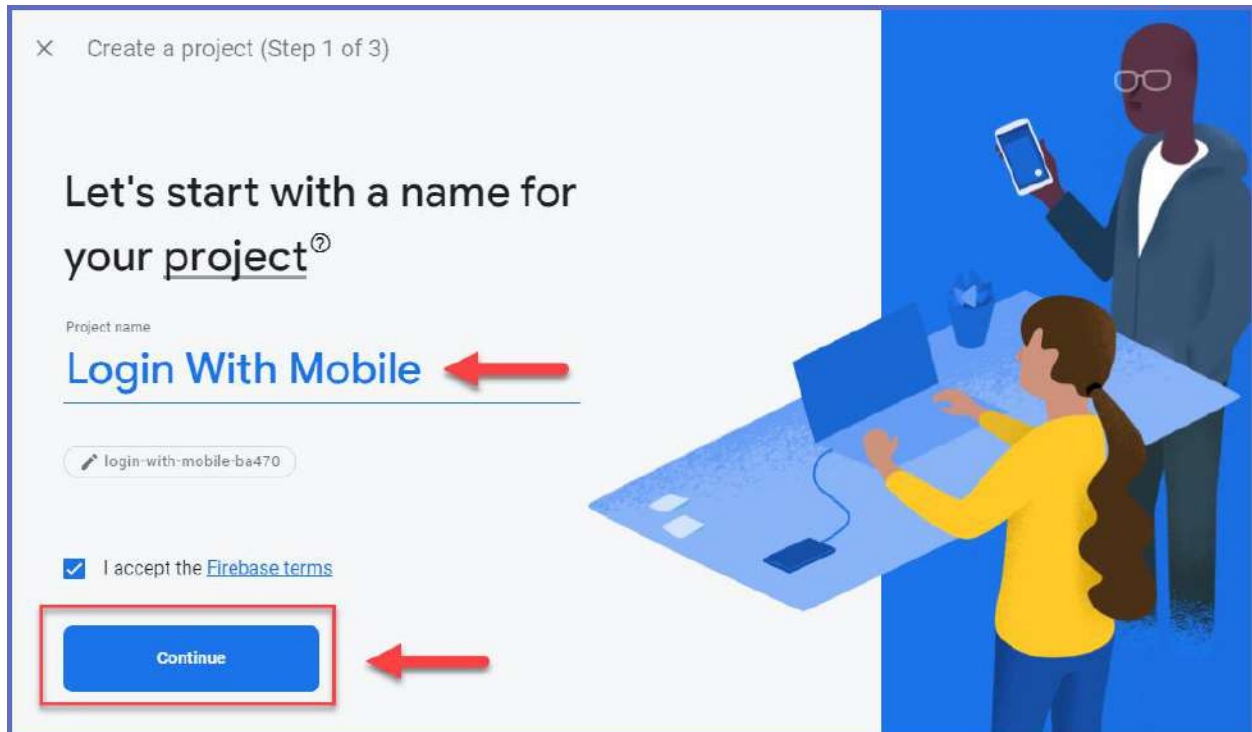 Create a project (Step 1 of 3)
Let's start with a name for
your project
Project name
Login With Mobile
login-with-mobile-ba470
I accept the Firebase terms
Continue